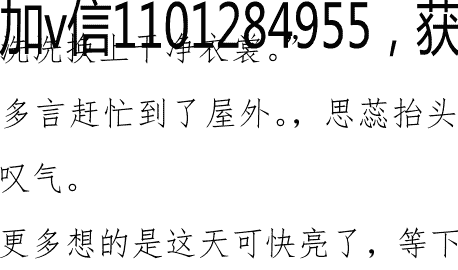 加v信1101284955，获
洗洗换上干净衣裳。”
多言赶忙到了屋外。，思蕊抬头
叹气。
更多想的是这天可快亮了，等下